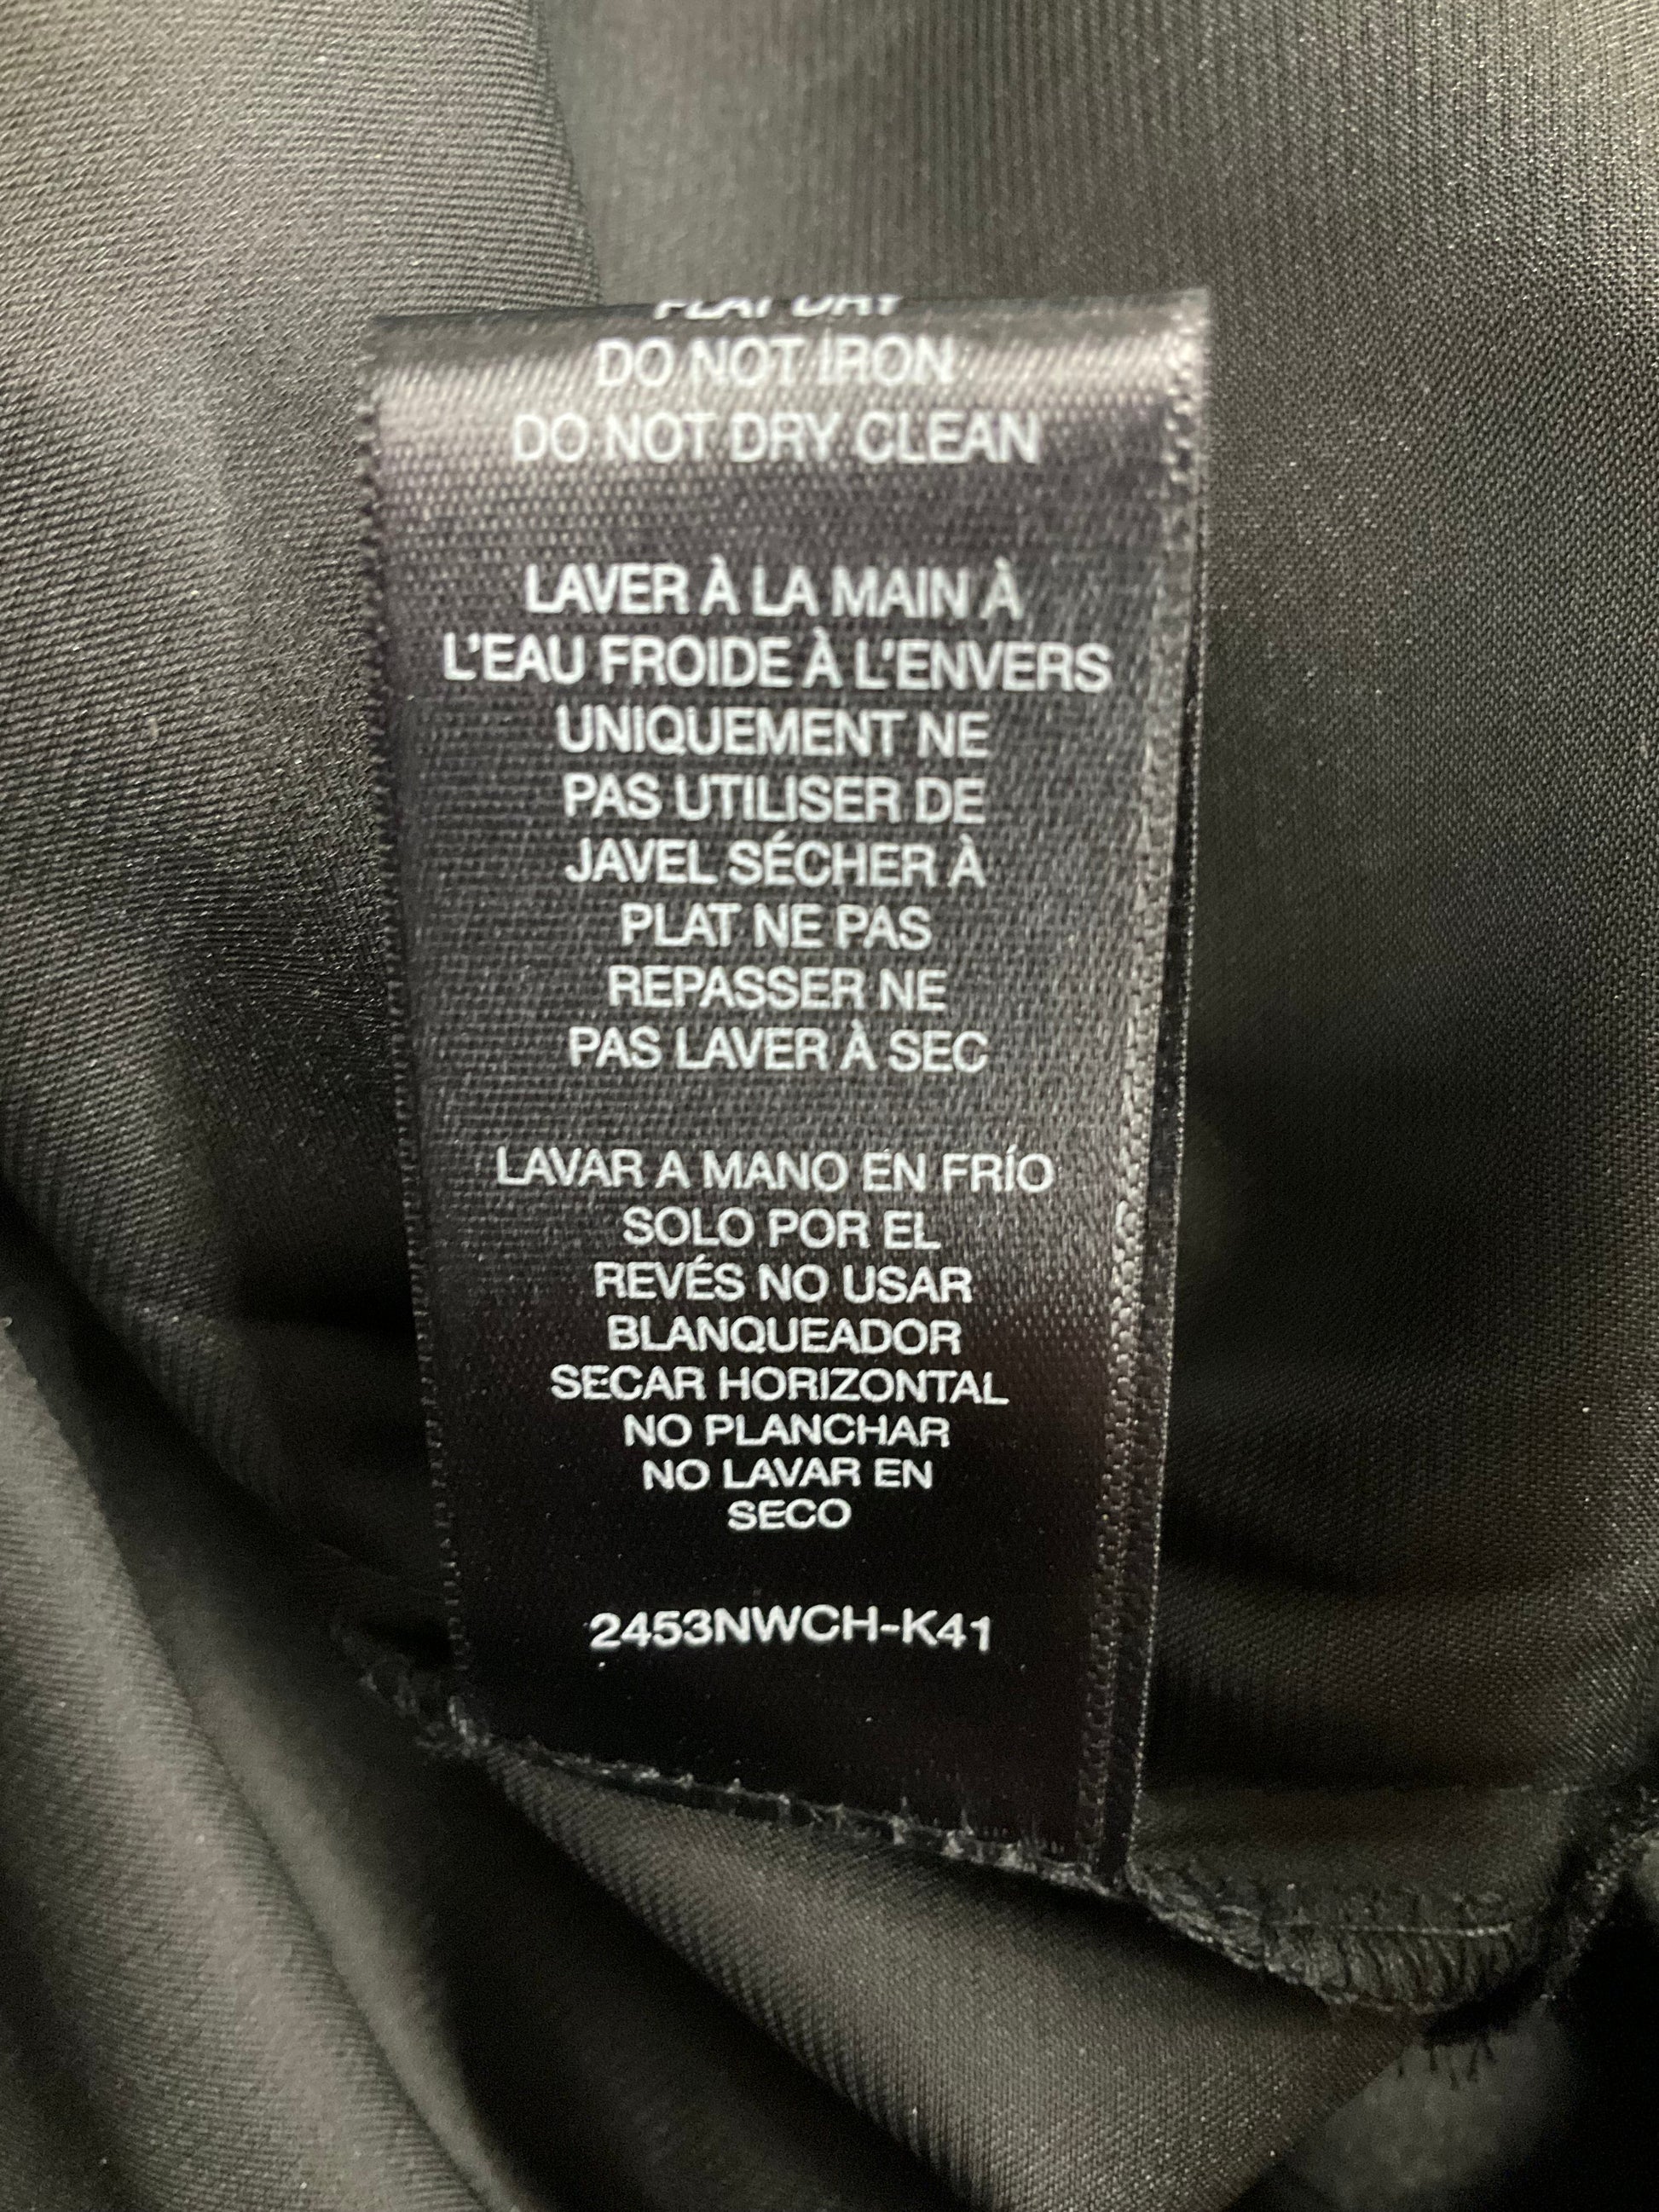 FLAT DRY
DO NOT IRON
DO NOT DRY CLEAN
LAVER À LA MAIN À
L'EAU FROIDE À L'ENVERS
UNIQUEMENT NE
PAS UTILISER DE
JAVEL SÉCHER À
PLAT NE PAS
REPASSER NE
PAS LAVER À SEC
LAVAR A MANO EN FRÍO
SOLO POR EL
REVÉS NO USAR
BLANQUEADOR
SECAR HORIZONTAL
NO PLANCHAR
NO LAVAR EN
SECO
2453NWCH-K41